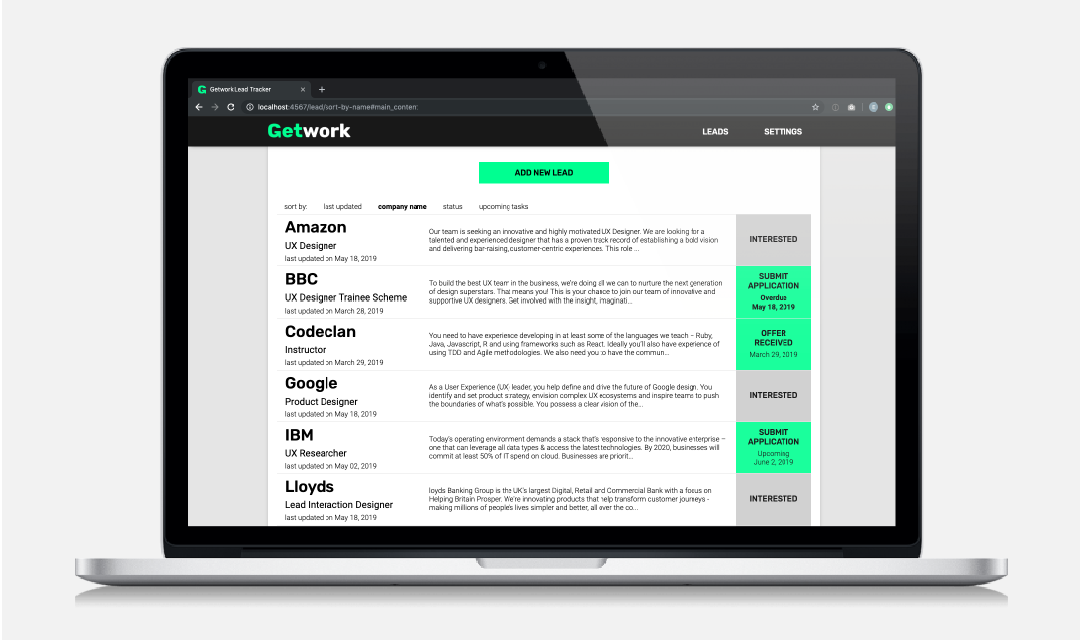 Getwork Lead Tracker
localhost:4567/lead/sort-by-name#main_content
Getwork
LEADS
SETTINGS
ADD NEW LEAD
sort by: last updated company name status upcoming tasks
Amazon
UX Designer
last updated on May 18, 2019
Our team is seeking an innovative and highly motivated UX Designer. We are looking for a
talented and experienced designer that has a proven track record of establishing a bold vision
and delivering bar-raising, customer-centric experiences. This role ...
INTERESTED
BBC
UX Designer Trainee Scheme
last updated on March 28, 2019
To build the best UX team in the business, we're doing all we can to nurture the next generation
of design superstars. That means you! This is your chance to join our team of innovative and
supportive UX designers. Get involved with the insight, imaginati...
SUBMIT
APPLICATION
Overdue
May 18, 2019
Codeclan
Instructor
last updated on March 29, 2019
You need to have experience developing in at least some of the languages we teach – Ruby,
Java, Javascript, R and using frameworks such as React. Ideally you'll also have experience of
using TDD and Agile methodologies. We also need you to have the commun...
OFFER
RECEIVED
March 29, 2019
Google
Product Designer
last updated on May 18, 2019
As a User Experience (UX) leader, you help define and drive the future of Google design. You
identify and set product strategy, envision complex UX ecosystems and inspire teams to push
the boundaries of what's possible. You possess a clear vision of the...
INTERESTED
IBM
UX Researcher
last updated on May 02, 2019
Today's operating environment demands a stack that's responsive to the innovative enterprise –
one that can leverage all data types & access the latest technologies. By 2020, businesses will
commit at least 50% of IT spend on cloud. Businesses are priorit...
SUBMIT
APPLICATION
Upcoming
June 2, 2019
Lloyds
Lead Interaction Designer
last updated on May 18, 2019
loyds Banking Group is the UK's largest Digital, Retail and Commercial Bank with a focus on
Helping Britain Prosper. We're innovating products that help transform customer journeys -
making millions of people's lives simpler and better, all over the co...
INTERESTED